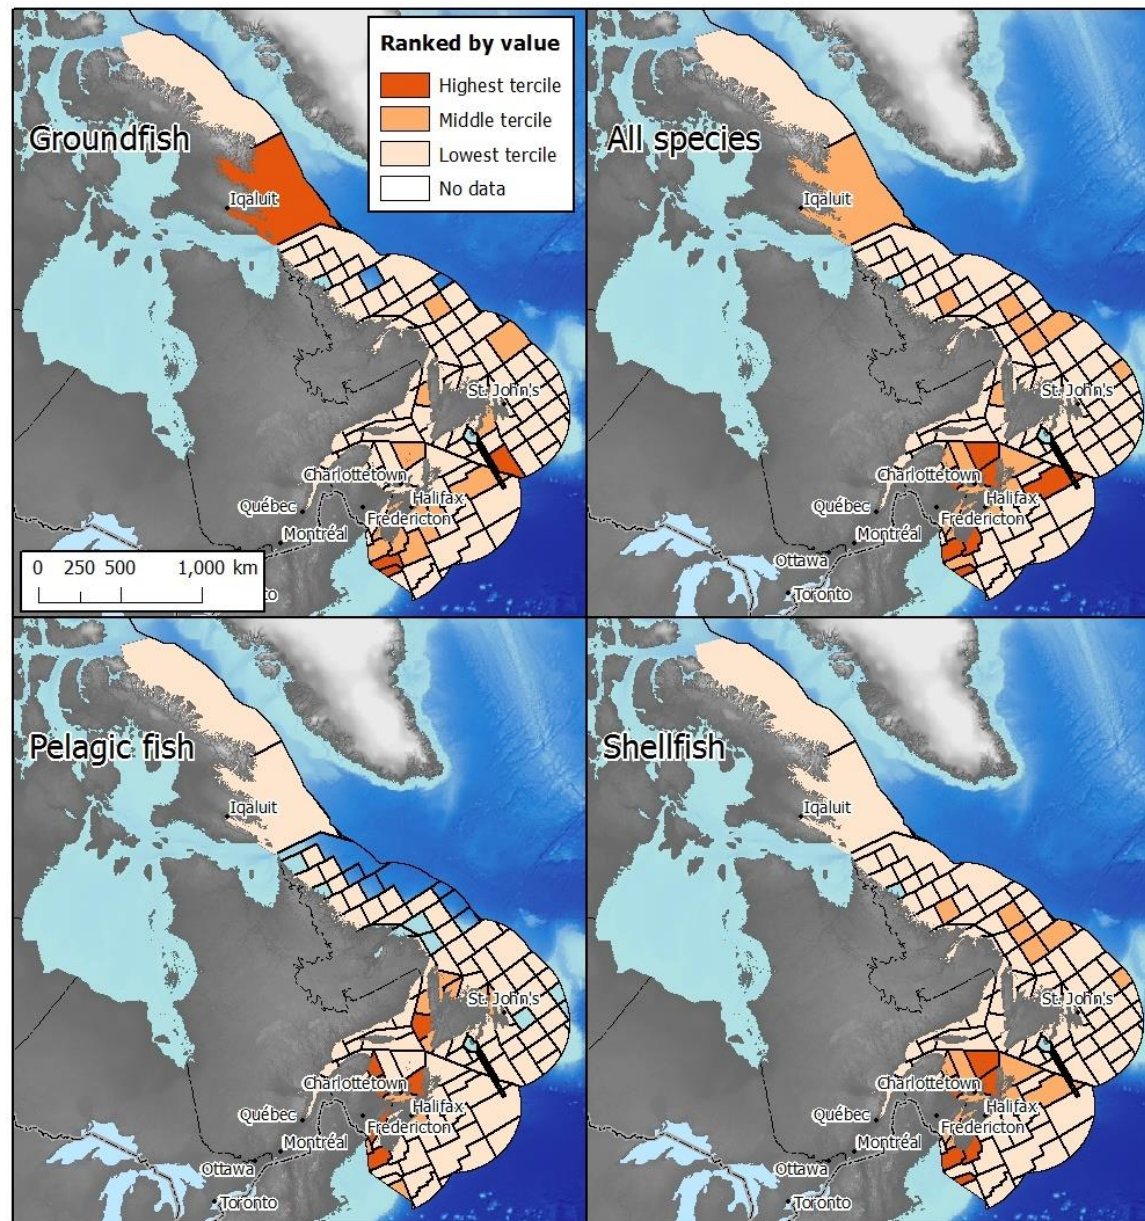 Ranked by value
Highest tercile
Middle tercile
Lowest tercile
No data
Groundfish
Iqaluit
St. John's
Charlottetown
Halifax
Québec
Fredericton
Montréal
0 250 500 1,000 km
to
All species
Iqaluit
St. John's
Charlottetown
Halifax
Québec
Fredericton
Montréal
Ottawa
Toronto
Pelagic fish
Iqaluit
St. John's
Charlottetown
Halifax
Québec
Fredericton
Montréal
Ottawa
Toronto
Shellfish
Iqaluit
St. John's
Charlottetown
Halifax
Québec
Fredericton
Montréal
Ottawa
Toronto